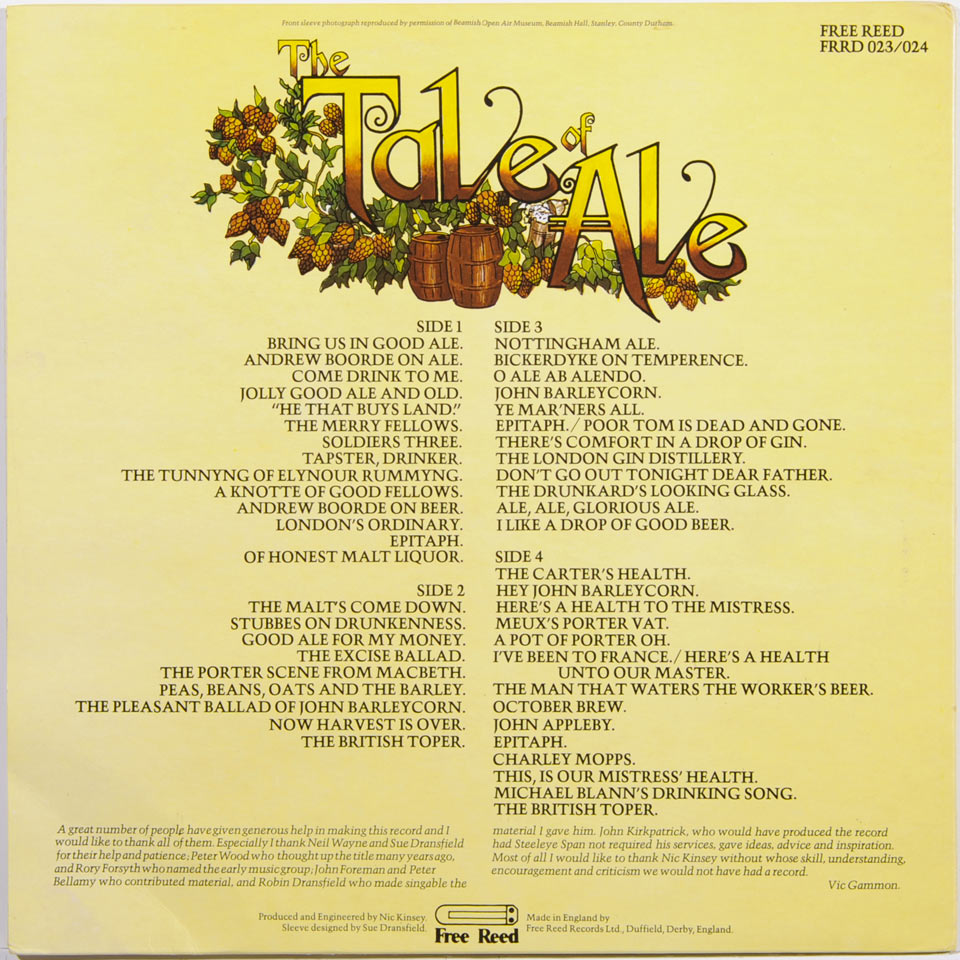 Front sleeve photograph reproduced by permission of Beamish Open Air Museum, Beamish Hall, Stanley, County Durham.
FREE REED
FRRD 023/024
The
Tale of
Ale
SIDE 1
BRING US IN GOOD ALE.
ANDREW BOORDE ON ALE.
COME DRINK TO ME.
JOLLY GOOD ALE AND OLD.
"HE THAT BUYS LAND."
THE MERRY FELLOWS.
SOLDIERS THREE.
TAPSTER, DRINKER.
THE TUNNYNG OF ELYNOUR RUMMYNG.
A KNOTTE OF GOOD FELLOWS.
ANDREW BOORDE ON BEER.
LONDON'S ORDINARY.
EPITAPH.
OF HONEST MALT LIQUOR.
SIDE 2
THE MALT'S COME DOWN.
STUBBES ON DRUNKENNESS.
GOOD ALE FOR MY MONEY.
THE EXCISE BALLAD.
THE PORTER SCENE FROM MACBETH.
PEAS, BEANS, OATS AND THE BARLEY.
THE PLEASANT BALLAD OF JOHN BARLEYCORN.
NOW HARVEST IS OVER.
THE BRITISH TOPER.
SIDE 3
NOTTINGHAM ALE.
BICKERDYKE ON TEMPERENCE.
O ALE AB ALENDO.
JOHN BARLEYCORN.
YE MAR'NERS ALL.
EPITAPH./ POOR TOM IS DEAD AND GONE.
THERE'S COMFORT IN A DROP OF GIN.
THE LONDON GIN DISTILLERY.
DON'T GO OUT TONIGHT DEAR FATHER.
THE DRUNKARD'S LOOKING GLASS.
ALE, ALE, GLORIOUS ALE.
I LIKE A DROP OF GOOD BEER.
SIDE 4
THE CARTER'S HEALTH.
HEY JOHN BARLEYCORN.
HERE'S A HEALTH TO THE MISTRESS.
MEUX'S PORTER VAT.
A POT OF PORTER OH.
I'VE BEEN TO FRANCE./ HERE'S A HEALTH
UNTO OUR MASTER.
THE MAN THAT WATERS THE WORKER'S BEER.
OCTOBER BREW.
JOHN APPLEBY.
EPITAPH.
CHARLEY MOPPS.
THIS, IS OUR MISTRESS' HEALTH.
MICHAEL BLANN'S DRINKING SONG.
THE BRITISH TOPER.
A great number of people have given generous help in making this record and I
would like to thank all of them. Especially I thank Neil Wayne and Sue Dransfield
for their help and patience; Peter Wood who thought up the title many years ago,
and Rory Forsyth who named the early music group; John Foreman and Peter
Bellamy who contributed material, and Robin Dransfield who made singable the
material I gave him. John Kirkpatrick, who would have produced the record
had Steeleye Span not required his services, gave ideas, advice and inspiration.
Most of all I would like to thank Nic Kinsey without whose skill, understanding,
encouragement and criticism we would not have had a record.
Vic Gammon.
Produced and Engineered by Nic Kinsey.
Sleeve designed by Sue Dransfield.
Free Reed
Made in England by
Free Reed Records Ltd., Duffield, Derby, England.